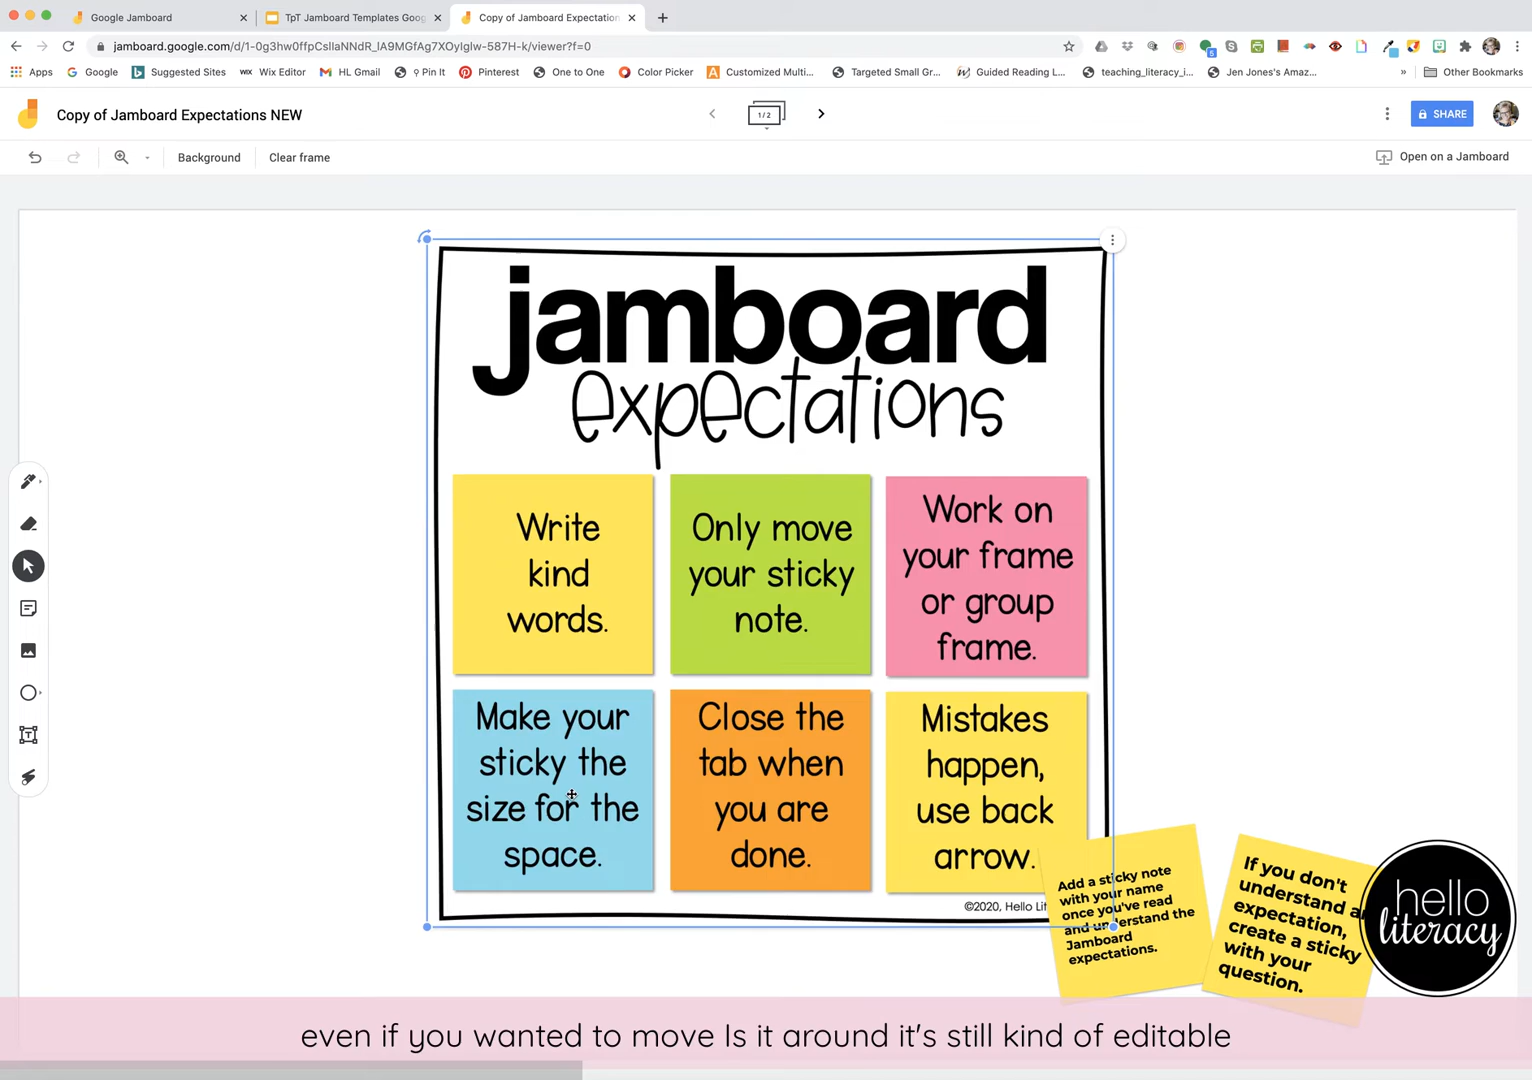 Google Jamboard
TpT Jamboard Templates Goog
Copy of Jamboard Expectation
jamboard.google.com/d/1-0g3hw0ffpCsllaNNdR_lA9MGfAg7XOyIglw-587H-k/viewer?f=0
Apps
Google
Suggested Sites
WIX Wix Editor
HL Gmail
Pin It
Pinterest
One to One
Color Picker
Customized Multi...
Targeted Small Gr...
Guided Reading L...
teaching_literacy_i...
Jen Jones's Amaz...
»
Other Bookmarks
Copy of Jamboard Expectations NEW
1/2
SHARE
Background
Clear frame
Open on a Jamboard
jamboard
expectations
Write
kind
words.
Only move
your sticky
note.
Work on
your frame
or group
frame.
Make your
sticky the
size for the
space.
Close the
tab when
you are
done.
Mistakes
happen,
use back
arrow.
©2020, Hello Lit
Add a sticky note
with your name
once you've read
and understand the
Jamboard
expectations.
If you don't
understand a
expectation,
create a sticky
with your
question.
hello
literacy
even if you wanted to move Is it around it's still kind of editable